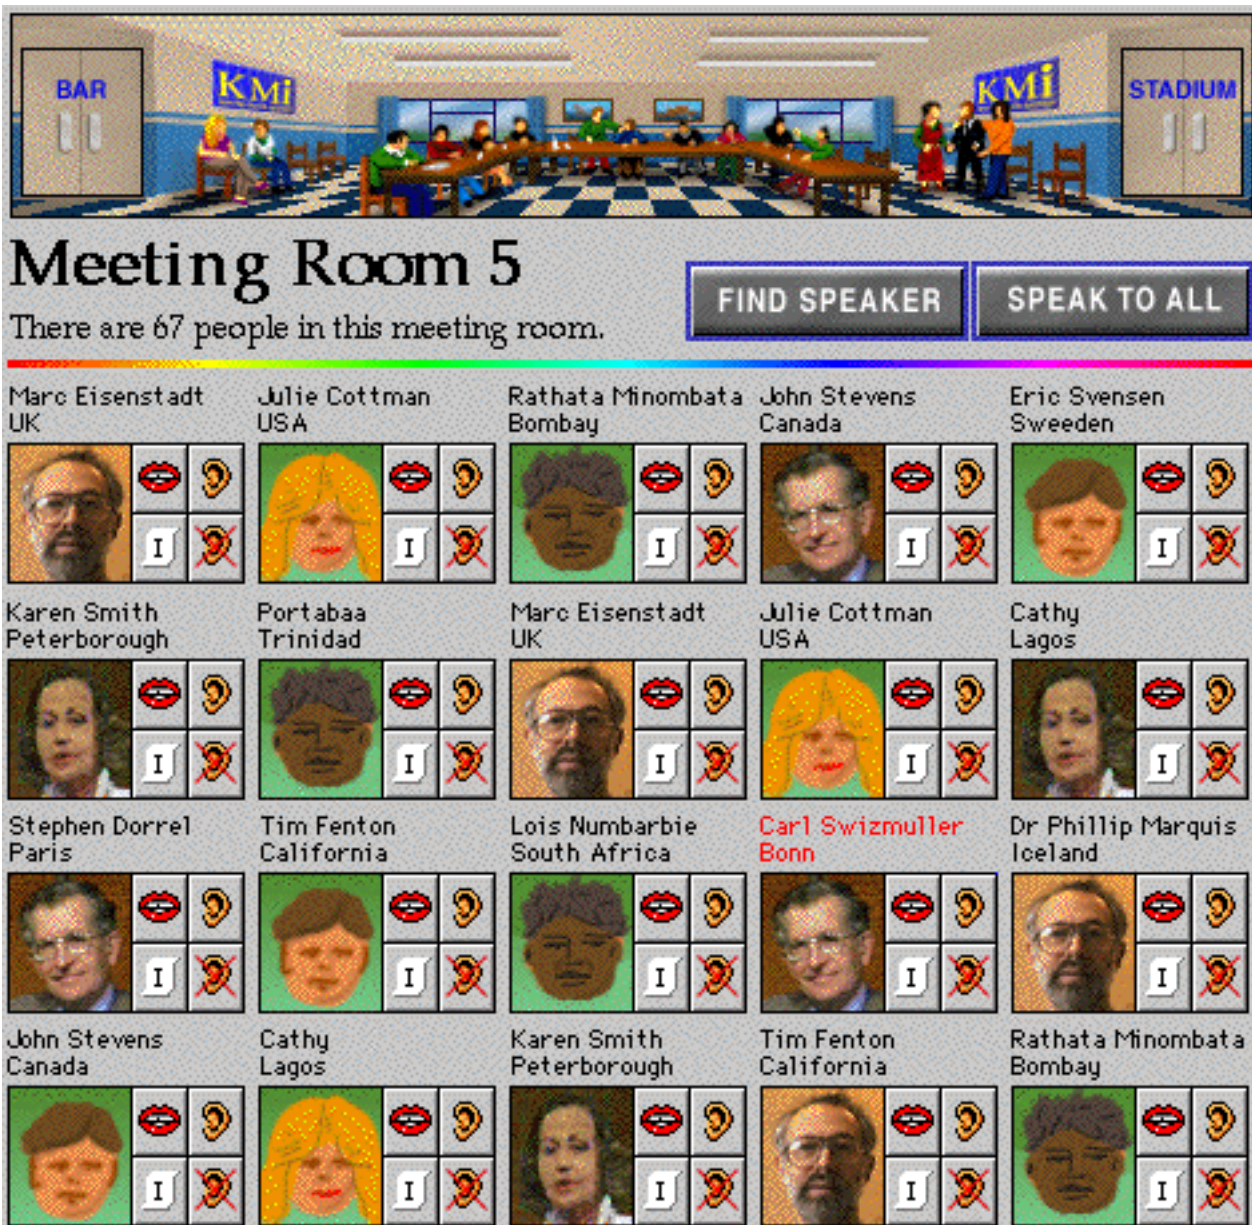 BAR
KMi
KMi
STADIUM
Meeting Room 5
There are 67 people in this meeting room.
FIND SPEAKER
SPEAK TO ALL
Marc Eisenstadt
UK
I
Julie Cottman
USA
I
Rathata Minombata
Bombay
I
John Stevens
Canada
I
Eric Svensen
Sweeden
I
Karen Smith
Peterborough
I
Portabaa
Trinidad
I
Marc Eisenstadt
UK
I
Julie Cottman
USA
I
Cathy
Lagos
I
Stephen Dorrel
Paris
I
Tim Fenton
California
I
Lois Numbarbie
South Africa
I
Carl Swizmuller
Bonn
I
Dr Phillip Marquis
Iceland
I
John Stevens
Canada
I
Cathy
Lagos
I
Karen Smith
Peterborough
I
Tim Fenton
California
I
Rathata Minombata
Bombay
I